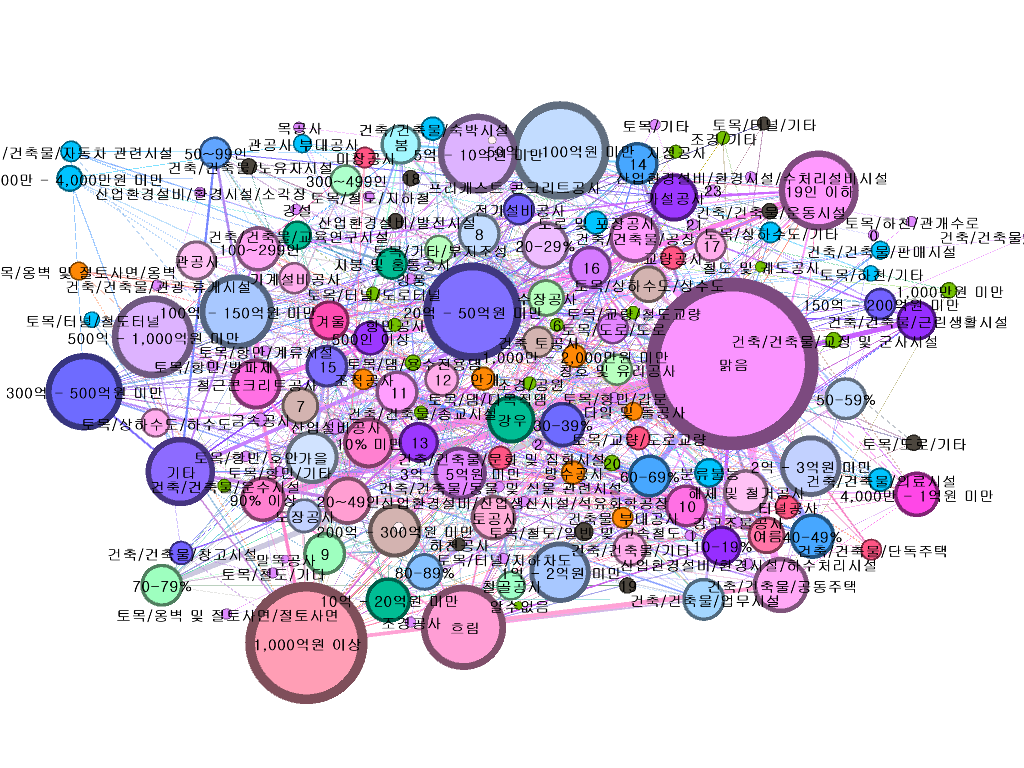 목공사
건축/건축물/숙박시설
토목/기타
토목/터널/기타
관공사
부대공사
봄
조경/기타
/건축물/자동차 관련시설
50~99인
미장공사
5억 - 10억원 미만
100억원 미만
지정공사
14
건축/건축물/노유자시설
00만 - 4,000만원 미만
300~499인
18
산업환경설비/환경시설/수처리설비시설
프리캐스트 콘크리트공사
23
19인 이하
산업환경설비/환경시설/소각장
토목/철도/지하철
가설공사
강설
전기설비공사
건축/건축물/운동시설
산업환경설비/발전시설
도로 및 포장공사
21
토목/하천/관개수로
건축/건축물/교육연구시설
8
건축/건축물/공장
토목/상하수도/기타
0
100~299인
토목/기타/부지조성
20-29%
17
건축/건축물/판매시설
관공사
지붕 및 홈통공사
16
교량공사
철도 및 궤도공사
토목/하천/기타
토목/옹벽 및 절토사면/옹벽
기계설비공사
강풍
건축/건축물/관광 휴게시설
토목/상하수도/상수도
토목/터널/도로터널
수장공사
1,000만원 미만
100억 - 150억원 미만
20억 - 50억원 미만
토목/교량/철도교량
150억 - 200억원 미만
토목/터널/철도터널
겨울
항만공사
6
토목/도로/도로
건축/건축물/근린생활시설
500억 - 1,000억원 미만
500인 이상
건축 토공사
건축/건축물/교정 및 군사시설
토목/항만/계류시설
2,000만원 미만
맑음
토목/항만/방파제
15
토목/댐/용수전용댐
창호 및 유리공사
철근콘크리트공사
조적공사
12
안개
조경/공원
300억 - 500억원 미만
11
토목/댐/다목적댐
토목/항만/갑문
50-59%
7
건축/건축물/종교시설
타일 및 돌공사
토목/상하수도/하수도
금속공사
강우
30-39%
산업설비공사
13
2
토목/교량/도로교량
토목/도로/기타
10% 미만
토목/항만/호안
가을
건축/건축물/문화 및 집회시설
20
기타
토목/항만/기타
3억 - 5억원 미만
방수공사
60-69%
분류불능
2억 - 3억원 미만
건축/건축물/운수시설
건축/건축물/동물 및 식물 관련시설
건축/건축물/의료시설
90% 이상
20~49인
산업환경설비/산업생산시설/석유화학공장
해체 및 철거공사
4,000만 - 1억원 미만
10
터널공사
도장공사
토공사
건축물 부대공사
강구조물공사
200억 - 300억원 미만
토목/철도/일반 및 고속철도
1
여름
40-49%
하천공사
건축/건축물/기타
10-19%
건축/건축물/단독주택
건축/건축물/창고시설
9
말뚝공사
토목/터널/지하차도
산업환경설비/환경시설/하수처리시설
토목/철도/기타
80-89%
1억 - 2억원 미만
70-79%
철골공사
19
건축/건축물/공동주택
10억 - 20억원 미만
알수없음
건축/건축물/업무시설
토목/옹벽 및 절토사면/절토사면
조경공사
흐림
1,000억원 이상